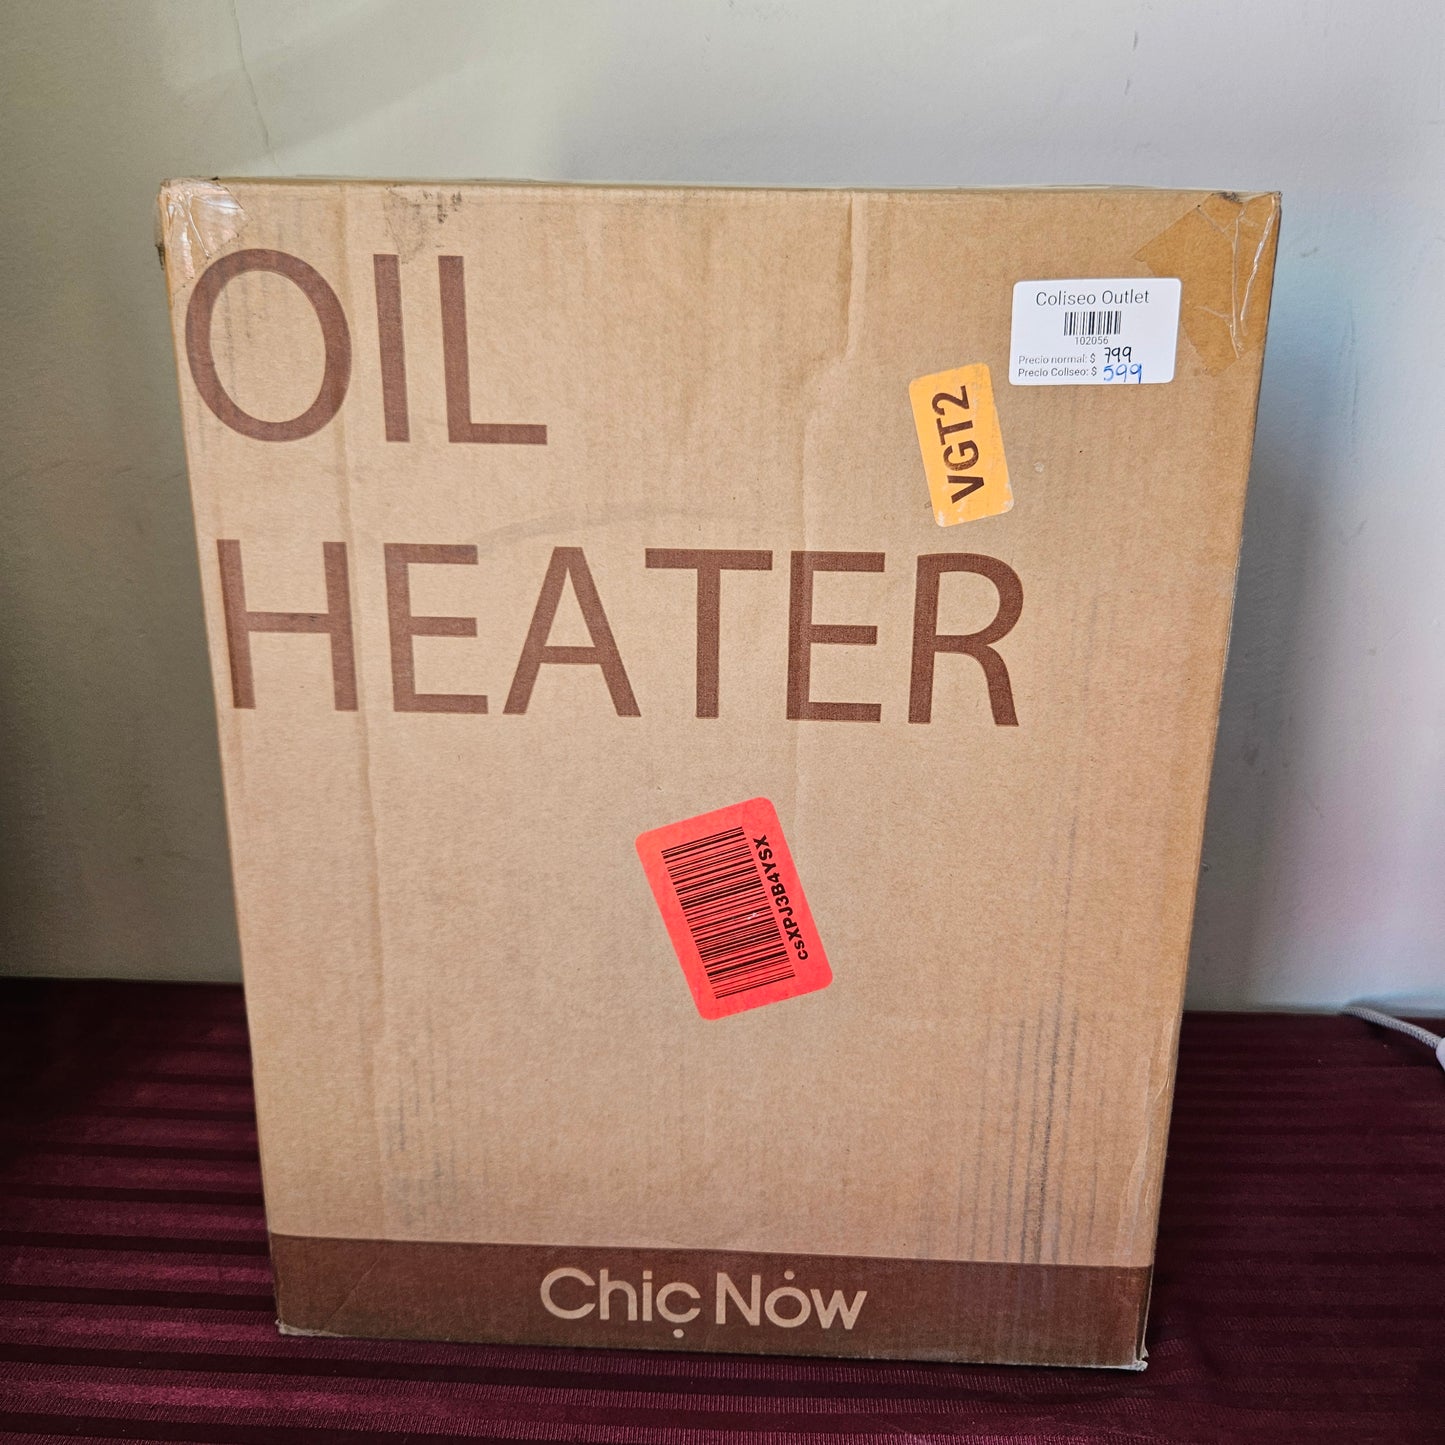 OIL
HEATER
Coliseo Outlet
102056
Precio normal: $ 799
Precio Coliseo: $ 599
VGT2
csXPJ3B4YSX
Chic Now